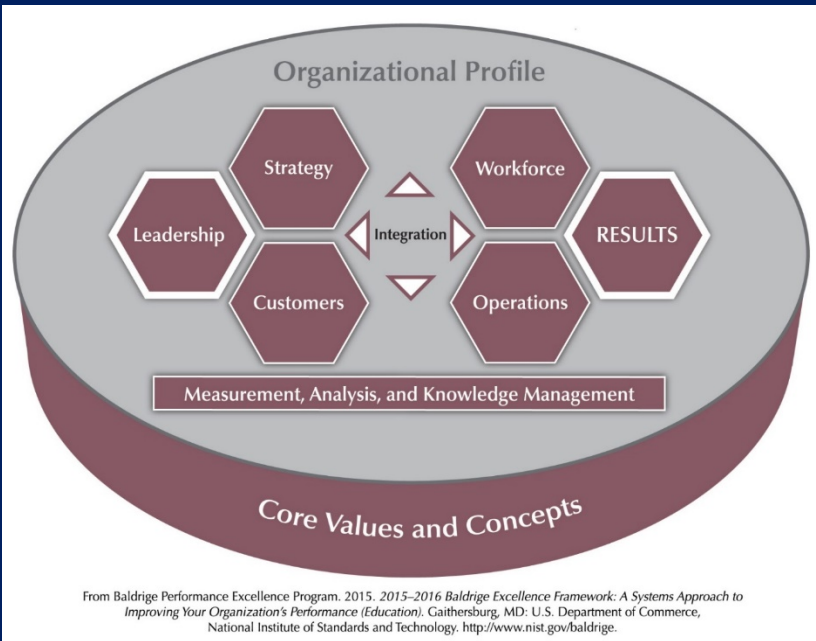 Organizational Profile
Strategy
Workforce
Leadership
Integration
RESULTS
Customers
Operations
Measurement, Analysis, and Knowledge Management
Core Values and Concepts
From Baldrige Performance Excellence Program. 2015. 2015–2016 Baldrige Excellence Framework: A Systems Approach to
Improving Your Organization's Performance (Education). Gaithersburg, MD: U.S. Department of Commerce,
National Institute of Standards and Technology. http://www.nist.gov/baldrige.